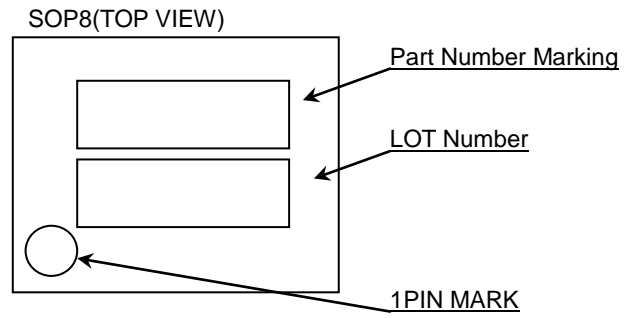 SOP8(TOP VIEW)
Part Number Marking
LOT Number
1PIN MARK